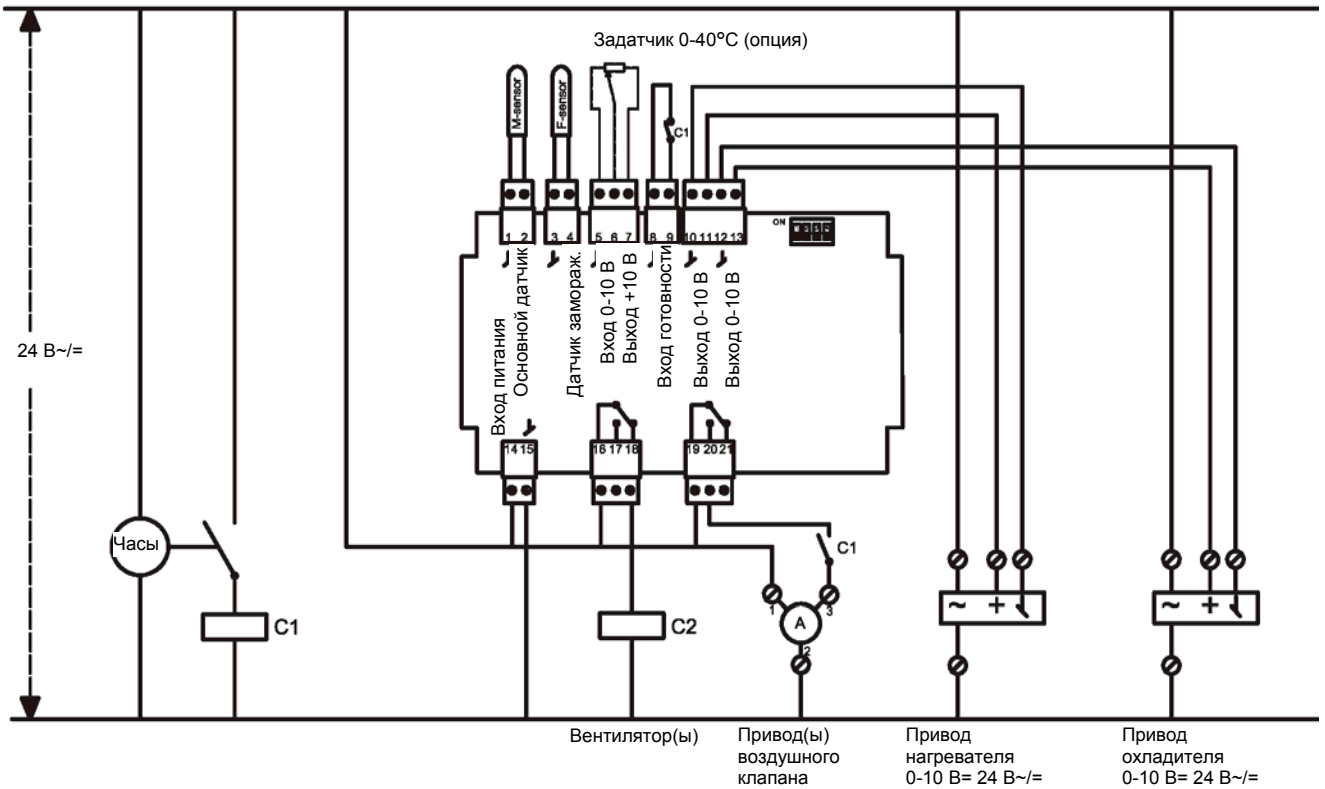 Задатчик 0-40°C (опция)
M-sensor
F-sensor
C1
ON
1 2
3 4
5 6 7
8 9
10 11 12 13
Вход питания
Основной датчик
Датчик замораж.
Вход 0-10 В
Выход +10 В
Вход готовности
Выход 0-10 В
Выход 0-10 В
24 В~/=
14 15
16 17 18
19 20 21
Часы
C1
C2
C1
1
3
A
2
~ +
~ +
Вентилятор(ы)
Привод(ы)
воздушного
клапана
Привод
нагревателя
0-10 В= 24 В~/=
Привод
охладителя
0-10 В= 24 В~/=